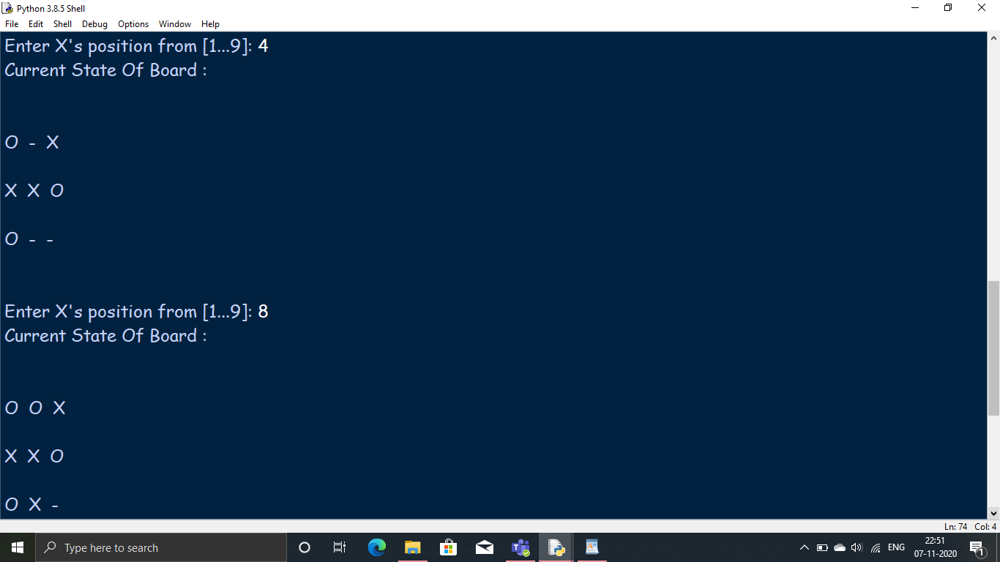 Python 3.8.5 Shell
File Edit Shell Debug Options Window Help
Enter X's position from [1...9]: 4
Current State Of Board :
O - X
X X O
O - -
Enter X's position from [1...9]: 8
Current State Of Board :
O O X
X X O
O X -
Ln: 74 Col: 4
Type here to search
ENG
22:51
07-11-2020
1